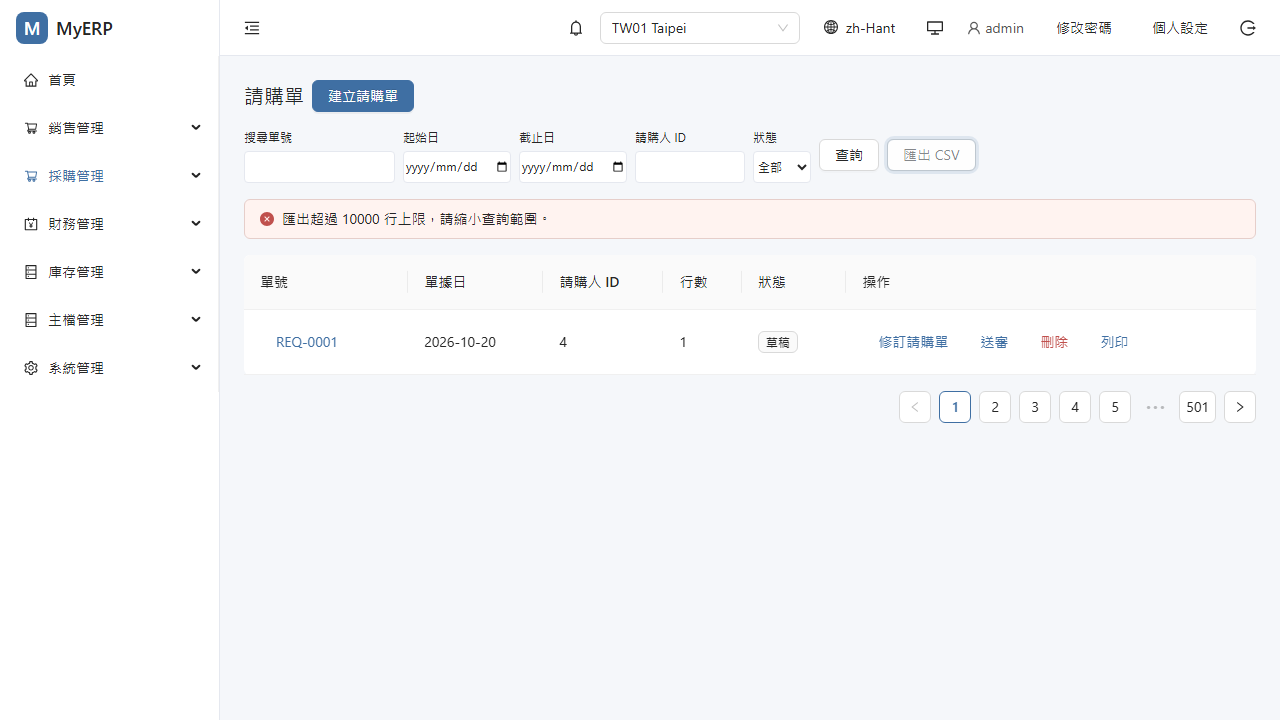 M MyERP
TW01 Taipei
zh-Hant
admin
修改密碼
個人設定
首頁
銷售管理
採購管理
財務管理
庫存管理
主檔管理
系統管理
請購單
建立請購單
搜尋單號
起始日
截止日
請購人 ID
狀態
yyyy/mm/dd
yyyy/mm/dd
全部
查詢
匯出 CSV
匯出超過 10000 行上限，請縮小查詢範圍。
單號 單據日 請購人 ID 行數 狀態 操作
REQ-0001 2026-10-20 4 1 草稿 修訂請購單 送審 刪除 列印
1 2 3 4 5 ••• 501